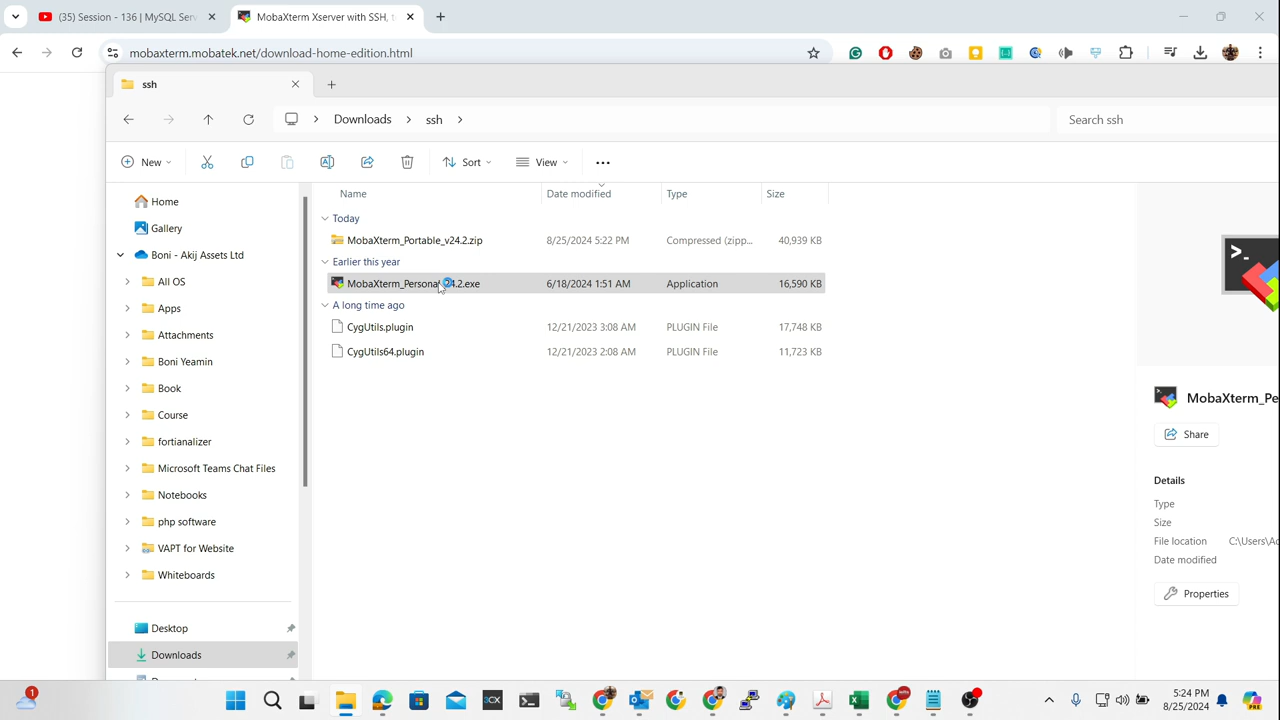 (35) Session - 136 | MySQL Serv
MobaXterm Xserver with SSH, t
mobaxterm.mobatek.net/download-home-edition.html
ssh
Downloads > ssh >
Search ssh
New
Sort
View
Name
Date modified
Type
Size
Today
MobaXterm_Portable_v24.2.zip
8/25/2024 5:22 PM
Compressed (zipp...
40,939 KB
Earlier this year
MobaXterm_Personal_24.2.exe
6/18/2024 1:51 AM
Application
16,590 KB
A long time ago
CygUtils.plugin
12/21/2023 3:08 AM
PLUGIN File
17,748 KB
CygUtils64.plugin
12/21/2023 2:08 AM
PLUGIN File
11,723 KB
Home
Gallery
Boni - Akij Assets Ltd
All OS
Apps
Attachments
Boni Yeamin
Book
Course
fortianalizer
Microsoft Teams Chat Files
Notebooks
php software
VAPT for Website
Whiteboards
Desktop
Downloads
MobaXterm_Pe
Share
Details
Type
Size
File location
C:\Users\Ac
Date modified
Properties
1
5:24 PM
8/25/2024